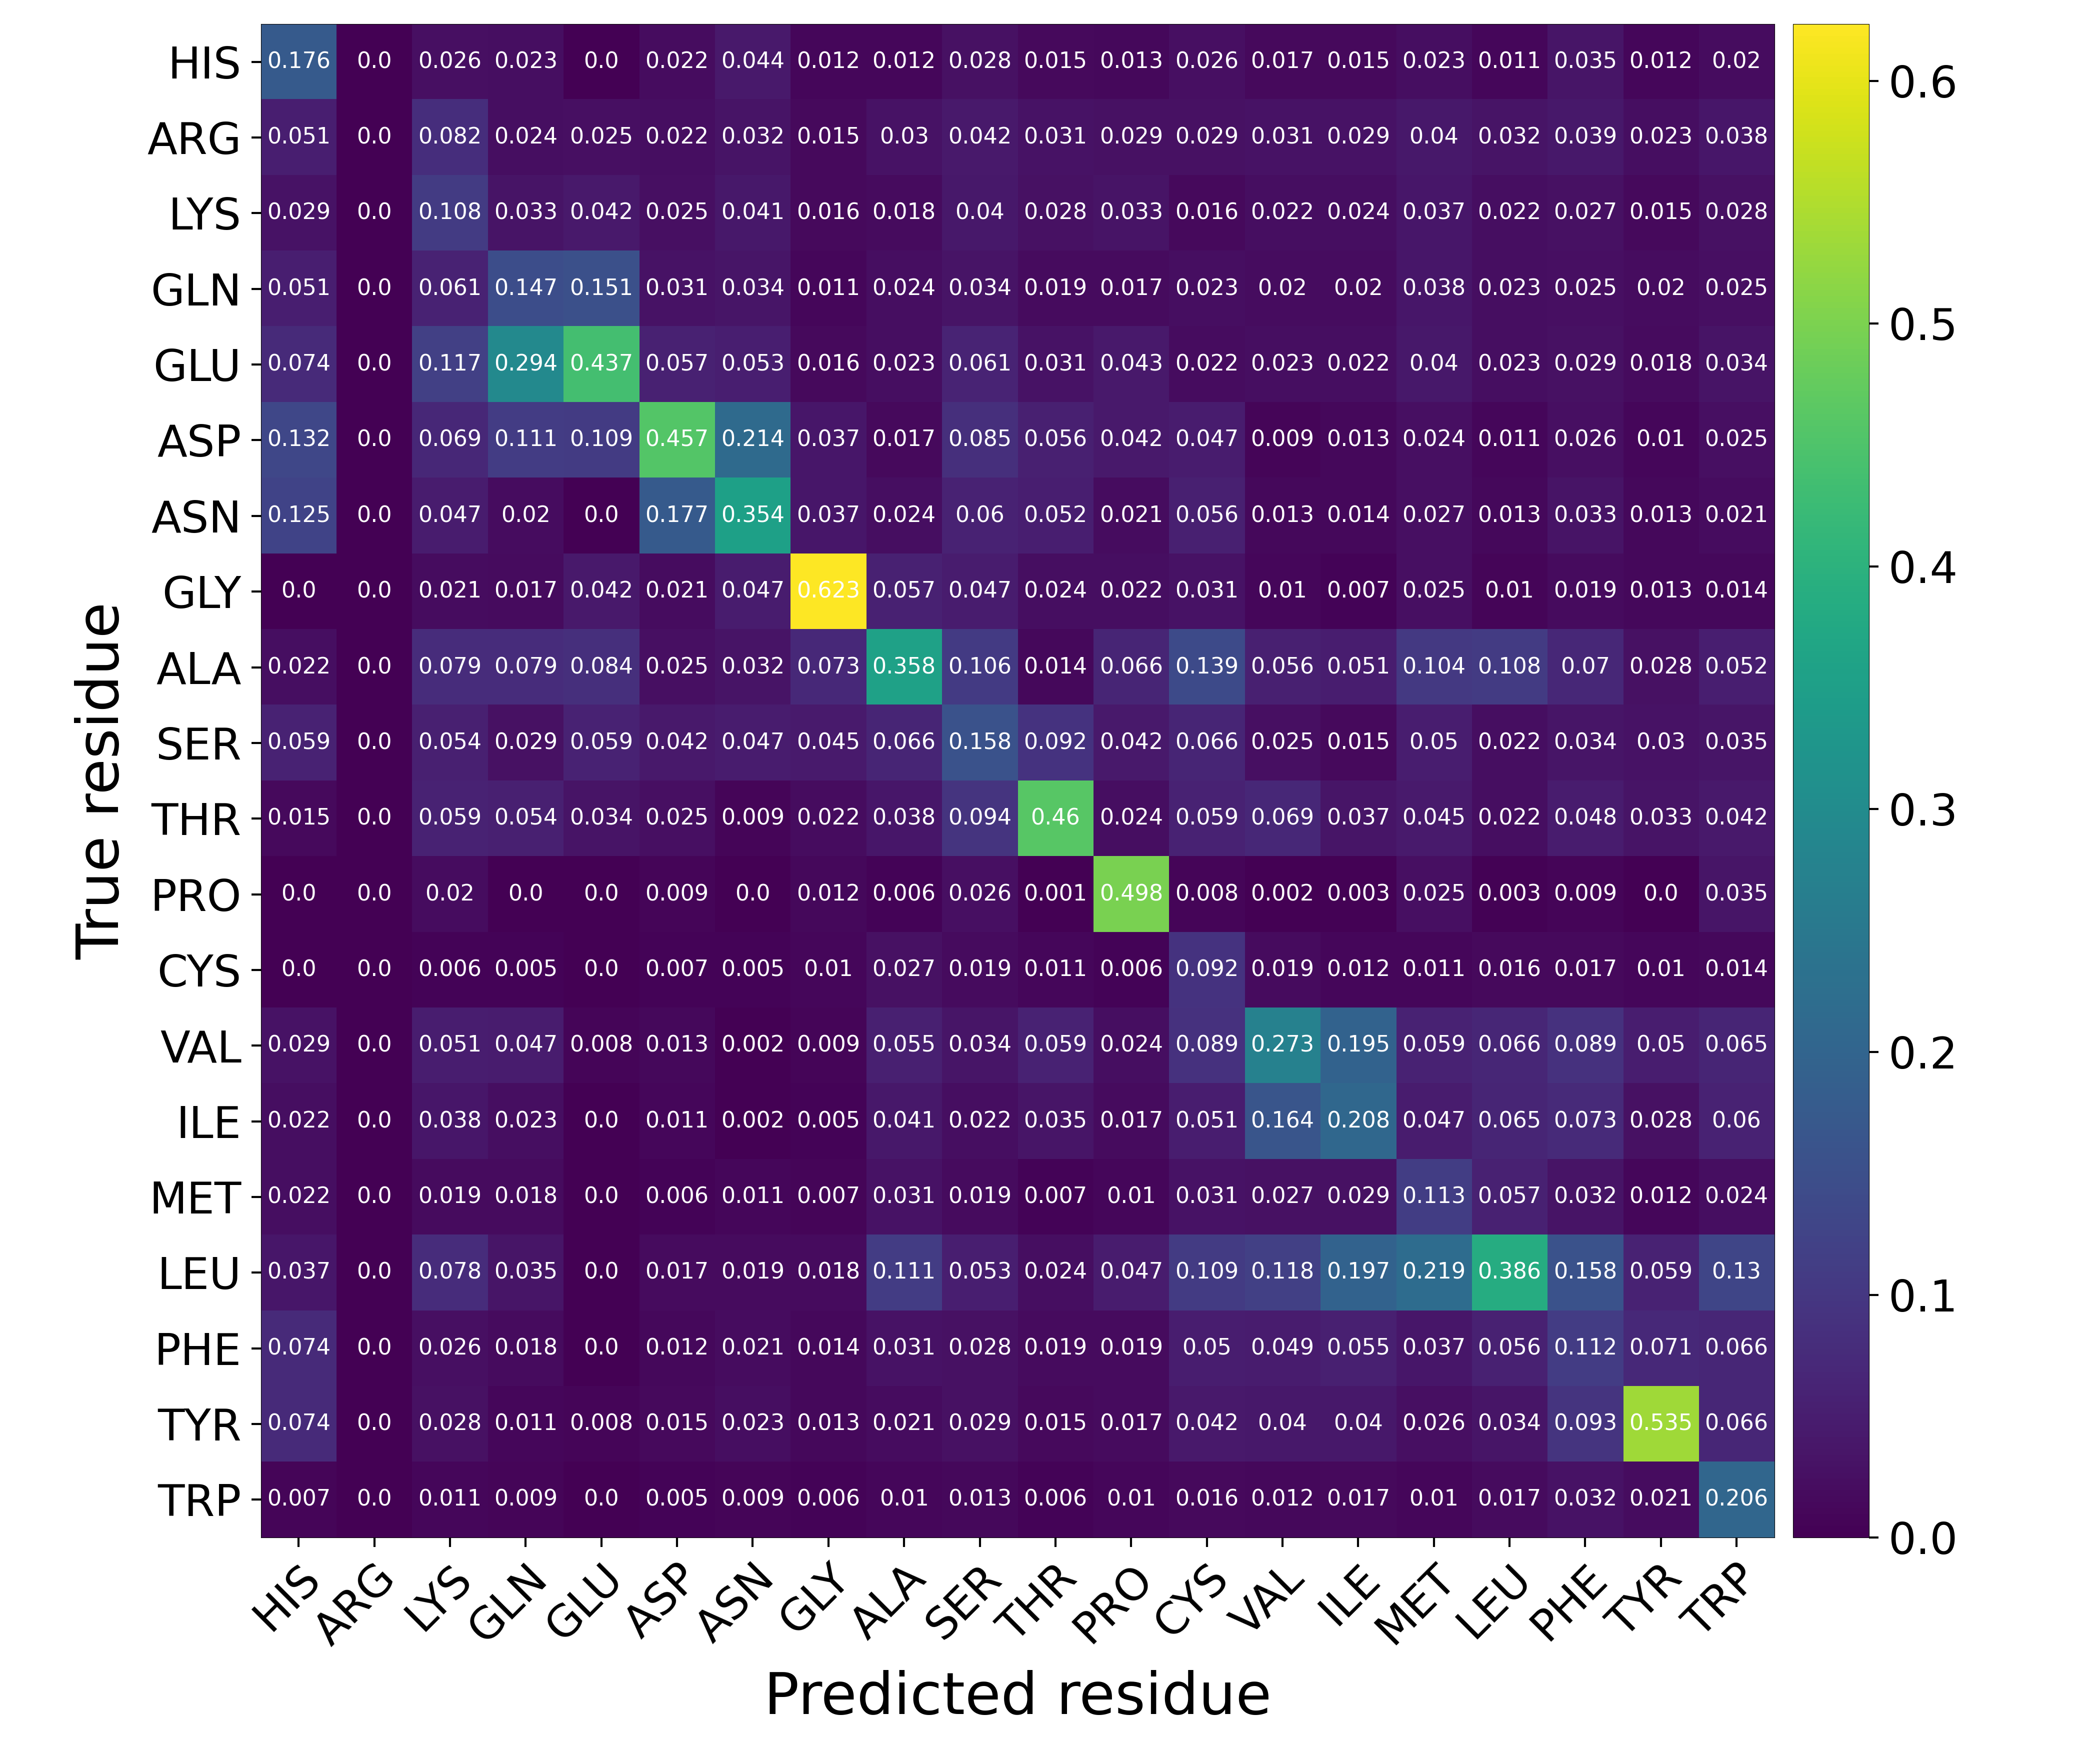 HIS 0.176 0.0 0.026 0.023 0.0 0.022 0.044 0.012 0.012 0.028 0.015 0.013 0.026 0.017 0.015 0.023 0.011 0.035 0.012 0.02
ARG 0.051 0.0 0.082 0.024 0.025 0.022 0.032 0.015 0.03 0.042 0.031 0.029 0.029 0.031 0.029 0.04 0.032 0.039 0.023 0.038
LYS 0.029 0.0 0.108 0.033 0.042 0.025 0.041 0.016 0.018 0.04 0.028 0.033 0.016 0.022 0.024 0.037 0.022 0.027 0.015 0.028
GLN 0.051 0.0 0.061 0.147 0.151 0.031 0.034 0.011 0.024 0.034 0.019 0.017 0.023 0.02 0.02 0.038 0.023 0.025 0.02 0.025
GLU 0.074 0.0 0.117 0.294 0.437 0.057 0.053 0.016 0.023 0.061 0.031 0.043 0.022 0.023 0.022 0.04 0.023 0.029 0.018 0.034
ASP 0.132 0.0 0.069 0.111 0.109 0.457 0.214 0.037 0.017 0.085 0.056 0.042 0.047 0.009 0.013 0.024 0.011 0.026 0.01 0.025
ASN 0.125 0.0 0.047 0.02 0.0 0.177 0.354 0.037 0.024 0.06 0.052 0.021 0.056 0.013 0.014 0.027 0.013 0.033 0.013 0.021
GLY 0.0 0.0 0.021 0.017 0.042 0.021 0.047 0.623 0.057 0.047 0.024 0.022 0.031 0.01 0.007 0.025 0.01 0.019 0.013 0.014
ALA 0.022 0.0 0.079 0.079 0.084 0.025 0.032 0.073 0.358 0.106 0.014 0.066 0.139 0.056 0.051 0.104 0.108 0.07 0.028 0.052
SER 0.059 0.0 0.054 0.029 0.059 0.042 0.047 0.045 0.066 0.158 0.092 0.042 0.066 0.025 0.015 0.05 0.022 0.034 0.03 0.035
THR 0.015 0.0 0.059 0.054 0.034 0.025 0.009 0.022 0.038 0.094 0.46 0.024 0.059 0.069 0.037 0.045 0.022 0.048 0.033 0.042
PRO 0.0 0.0 0.02 0.0 0.0 0.009 0.0 0.012 0.006 0.026 0.001 0.498 0.008 0.002 0.003 0.025 0.003 0.009 0.0 0.035
CYS 0.0 0.0 0.006 0.005 0.0 0.007 0.005 0.01 0.027 0.019 0.011 0.006 0.092 0.019 0.012 0.011 0.016 0.017 0.01 0.014
VAL 0.029 0.0 0.051 0.047 0.008 0.013 0.002 0.009 0.055 0.034 0.059 0.024 0.089 0.273 0.195 0.059 0.066 0.089 0.05 0.065
ILE 0.022 0.0 0.038 0.023 0.0 0.011 0.002 0.005 0.041 0.022 0.035 0.017 0.051 0.164 0.208 0.047 0.065 0.073 0.028 0.06
MET 0.022 0.0 0.019 0.018 0.0 0.006 0.011 0.007 0.031 0.019 0.007 0.01 0.031 0.027 0.029 0.113 0.057 0.032 0.012 0.024
LEU 0.037 0.0 0.078 0.035 0.0 0.017 0.019 0.018 0.111 0.053 0.024 0.047 0.109 0.118 0.197 0.219 0.386 0.158 0.059 0.13
PHE 0.074 0.0 0.026 0.018 0.0 0.012 0.021 0.014 0.031 0.028 0.019 0.019 0.05 0.049 0.055 0.037 0.056 0.112 0.071 0.066
TYR 0.074 0.0 0.028 0.011 0.008 0.015 0.023 0.013 0.021 0.029 0.015 0.017 0.042 0.04 0.04 0.026 0.034 0.093 0.535 0.066
TRP 0.007 0.0 0.011 0.009 0.0 0.005 0.009 0.006 0.01 0.013 0.006 0.01 0.016 0.012 0.017 0.01 0.017 0.032 0.021 0.206
HIS ARG LYS GLN GLU ASP ASN GLY ALA SER THR PRO CYS VAL ILE MET LEU PHE TYR TRP
Predicted residue
True residue
0.6
0.5
0.4
0.3
0.2
0.1
0.0